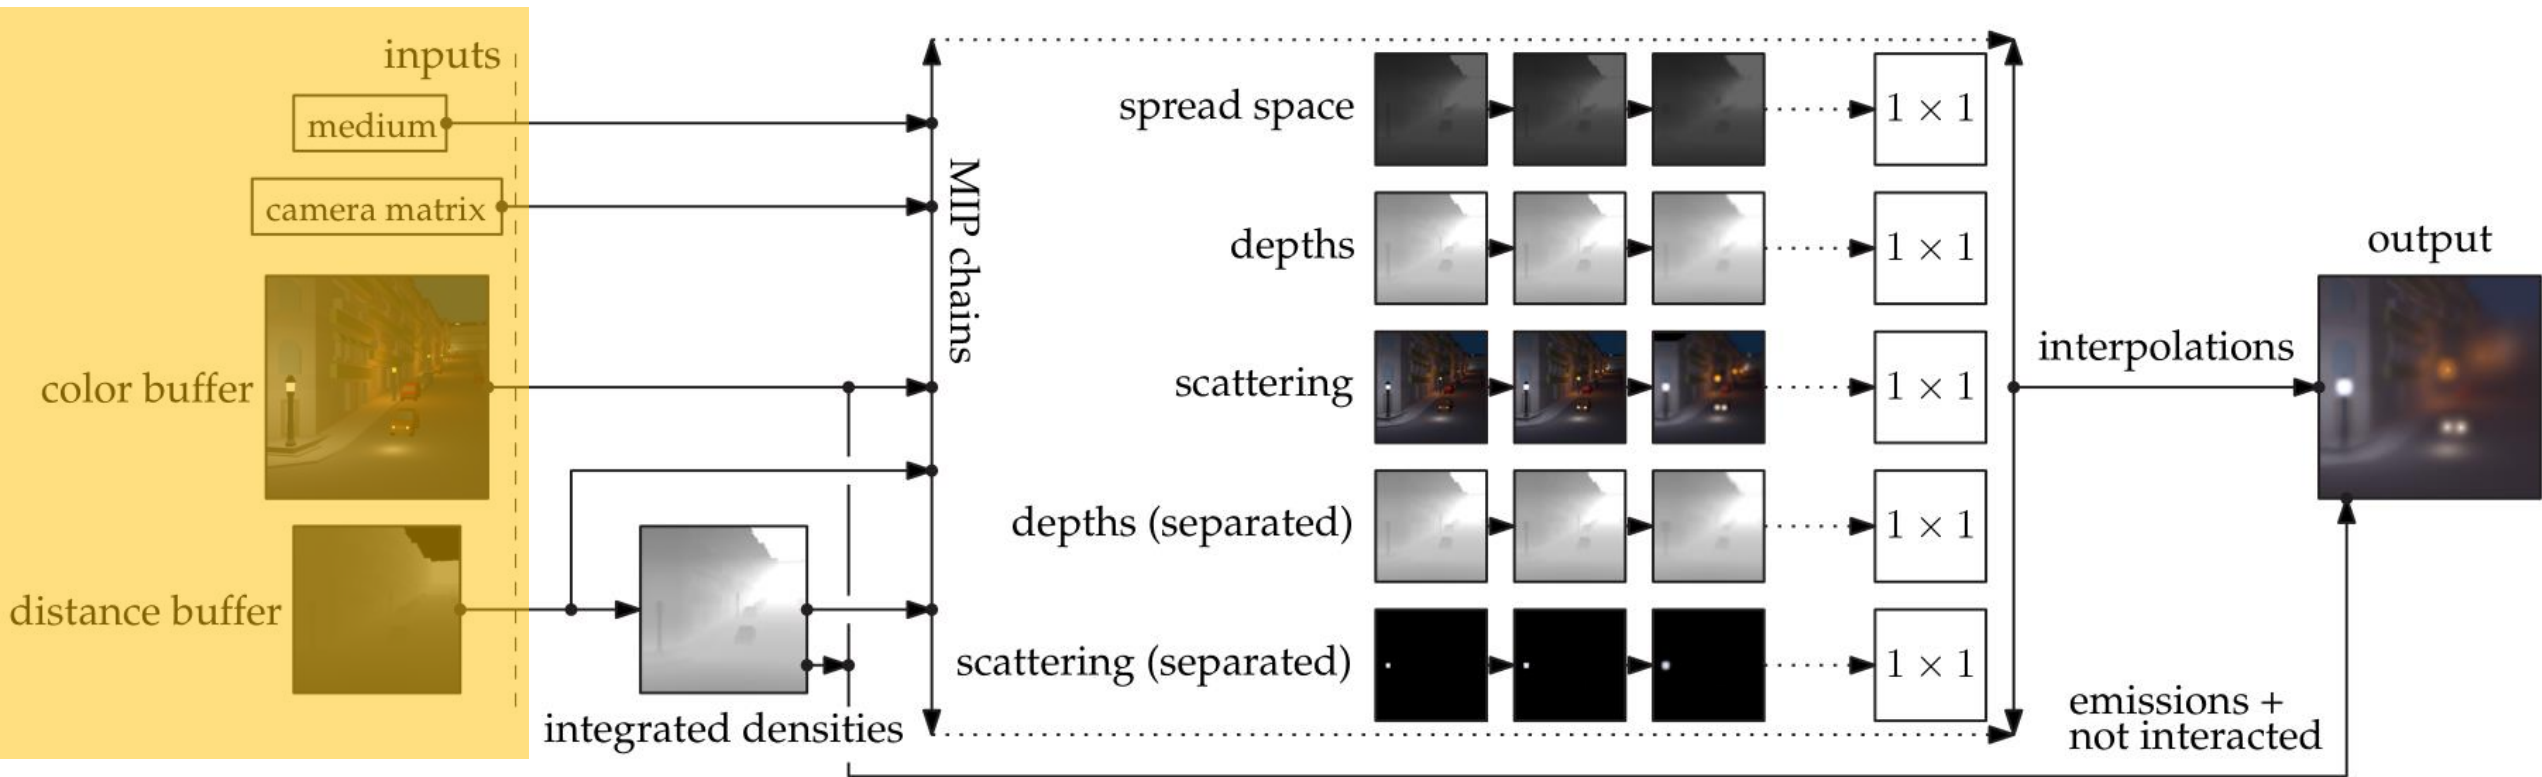 inputs
medium
camera matrix
color buffer
distance buffer
integrated densities
MIP chains
spread space
1 × 1
depths
1 × 1
scattering
1 × 1
depths (separated)
1 × 1
scattering (separated)
1 × 1
interpolations
output
emissions +
not interacted